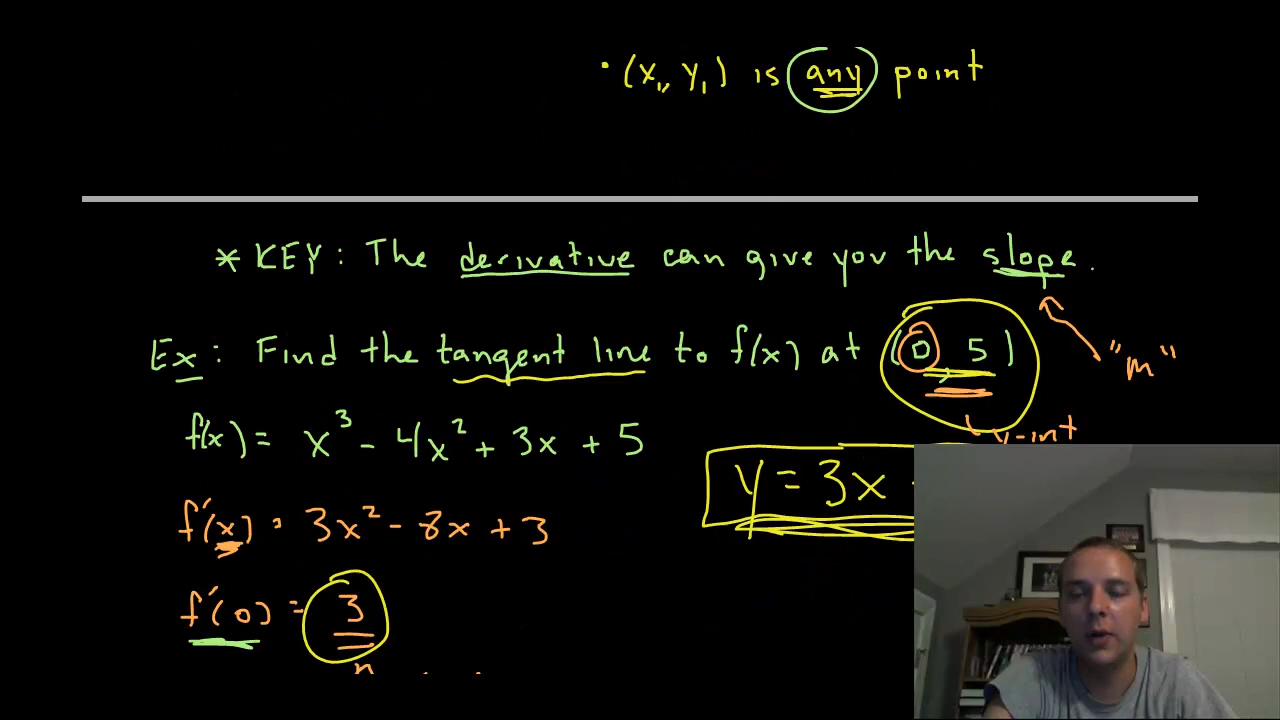 • (x₁, y₁) is any point
* KEY: The derivative can give you the slope.
Ex: Find the tangent line to f(x) at (0, 5)
"m"
f(x) = x³ - 4x² + 3x + 5
y-int
y = 3x
f'(x) = 3x² - 8x + 3
f'(0) = 3